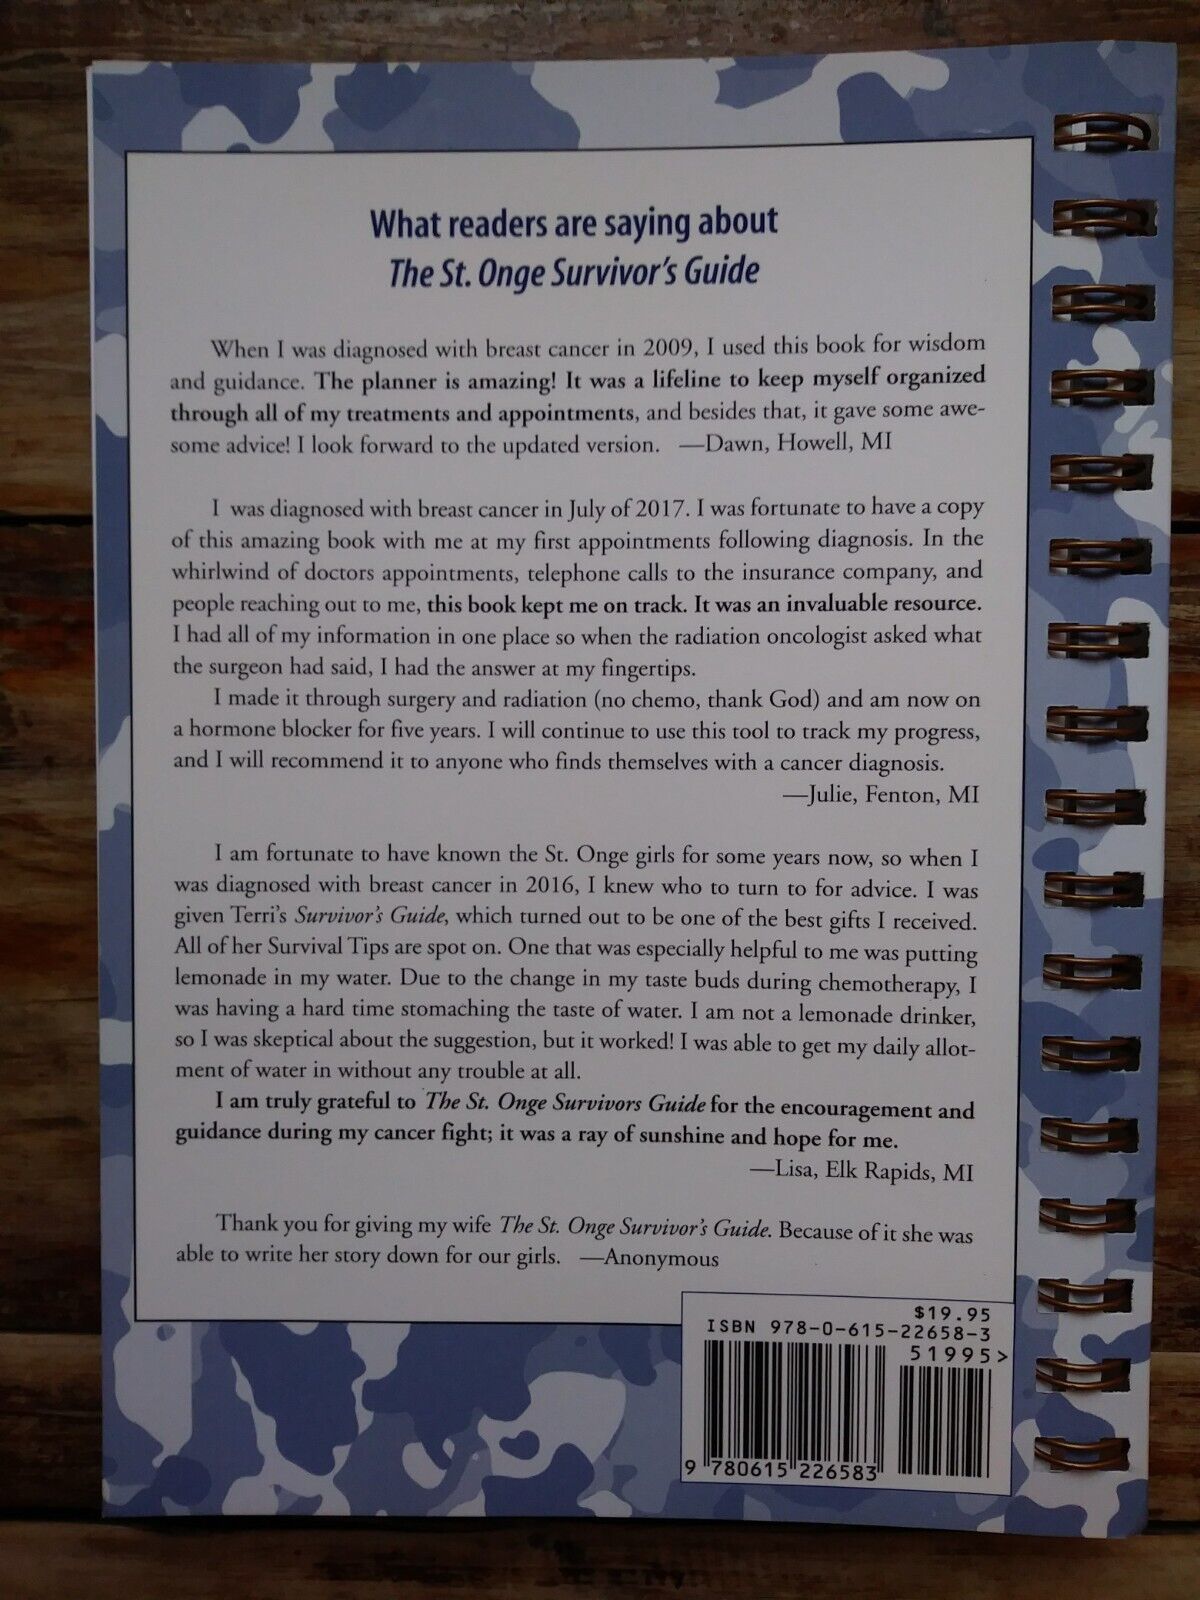 What readers are saying about
The St. Onge Survivor's Guide
When I was diagnosed with breast cancer in 2009, I used this book for wisdom
and guidance. The planner is amazing! It was a lifeline to keep myself organized
through all of my treatments and appointments, and besides that, it gave some awe-
some advice! I look forward to the updated version. —Dawn, Howell, MI
I was diagnosed with breast cancer in July of 2017. I was fortunate to have a copy
of this amazing book with me at my first appointments following diagnosis. In the
whirlwind of doctors appointments, telephone calls to the insurance company, and
people reaching out to me, this book kept me on track. It was an invaluable resource.
I had all of my information in one place so when the radiation oncologist asked what
the surgeon had said, I had the answer at my fingertips.
I made it through surgery and radiation (no chemo, thank God) and am now on
a hormone blocker for five years. I will continue to use this tool to track my progress,
and I will recommend it to anyone who finds themselves with a cancer diagnosis.
—Julie, Fenton, MI
I am fortunate to have known the St. Onge girls for some years now, so when I
was diagnosed with breast cancer in 2016, I knew who to turn to for advice. I was
given Terri's Survivor's Guide, which turned out to be one of the best gifts I received.
All of her Survival Tips are spot on. One that was especially helpful to me was putting
lemonade in my water. Due to the change in my taste buds during chemotherapy, I
was having a hard time stomaching the taste of water. I am not a lemonade drinker,
so I was skeptical about the suggestion, but it worked! I was able to get my daily allot-
ment of water in without any trouble at all.
I am truly grateful to The St. Onge Survivors Guide for the encouragement and
guidance during my cancer fight; it was a ray of sunshine and hope for me.
—Lisa, Elk Rapids, MI
Thank you for giving my wife The St. Onge Survivor's Guide. Because of it she was
able to write her story down for our girls. —Anonymous
$19.95
ISBN 978-0-615-22658-3
51995>
9 780615 226583